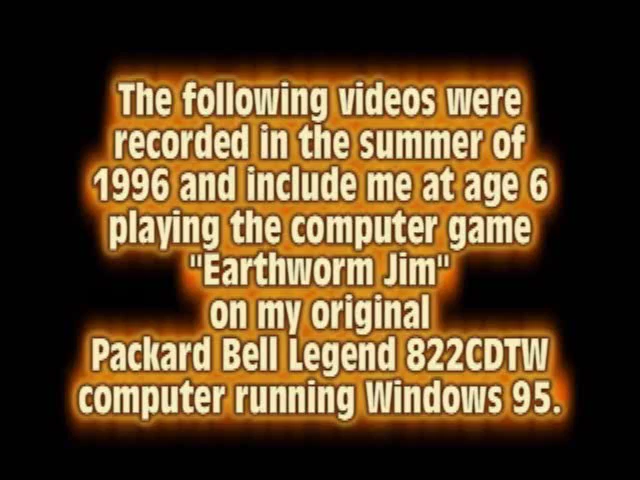 The following videos were
recorded in the summer of
1996 and include me at age 6
playing the computer game
"Earthworm Jim"
on my original
Packard Bell Legend 822CDTW
computer running Windows 95.